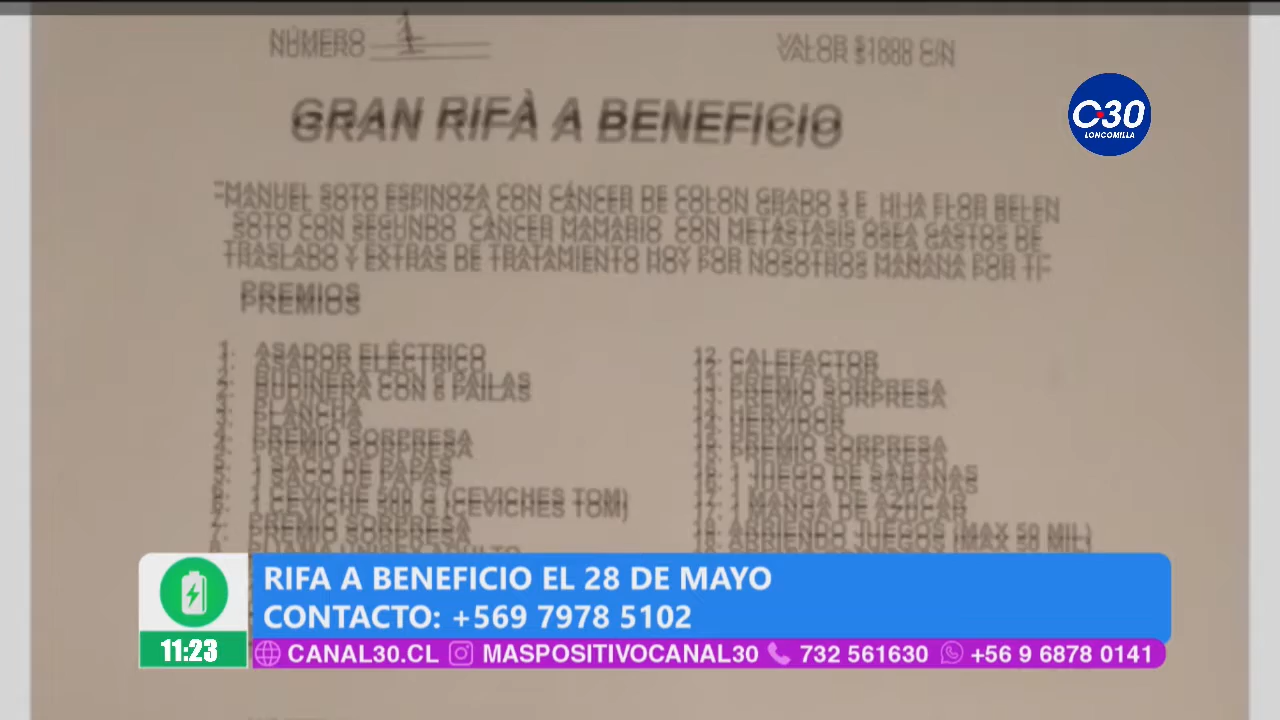 NÚMERO 1
VALOR $1000 C/N
C30
LONCOMILLA
GRAN RIFA A BENEFICIO
"MANUEL SOTO ESPINOZA CON CÁNCER DE COLON GRADO 3 E HIJA FLOR BELEN
SOTO CON SEGUNDO CÁNCER MAMARIO CON METÁSTASIS ÓSEA GASTOS DE
TRASLADO Y EXTRAS DE TRATAMIENTO HOY POR NOSOTROS MAÑANA POR TI"
PREMIOS
1. ASADOR ELÉCTRICO
2. BUDINERA CON 6 PAILAS
3. PLANCHA
4. PREMIO SORPRESA
5. 1 SACO DE PAPAS
6. 1 CEVICHE 500 G (CEVICHES TOM)
7. PREMIO SORPRESA
12. CALEFACTOR
13. PREMIO SORPRESA
14. HERVIDOR
15. PREMIO SORPRESA
16. 1 JUEGO DE SABANAS
17. 1 MANGA DE AZUCAR
18. ARRIENDO JUEGOS (MAX 50 MIL)
RIFA A BENEFICIO EL 28 DE MAYO
CONTACTO: +569 7978 5102
11:23
CANAL30.CL MASPOSITIVOCANAL30 732 561630 +56 9 6878 0141